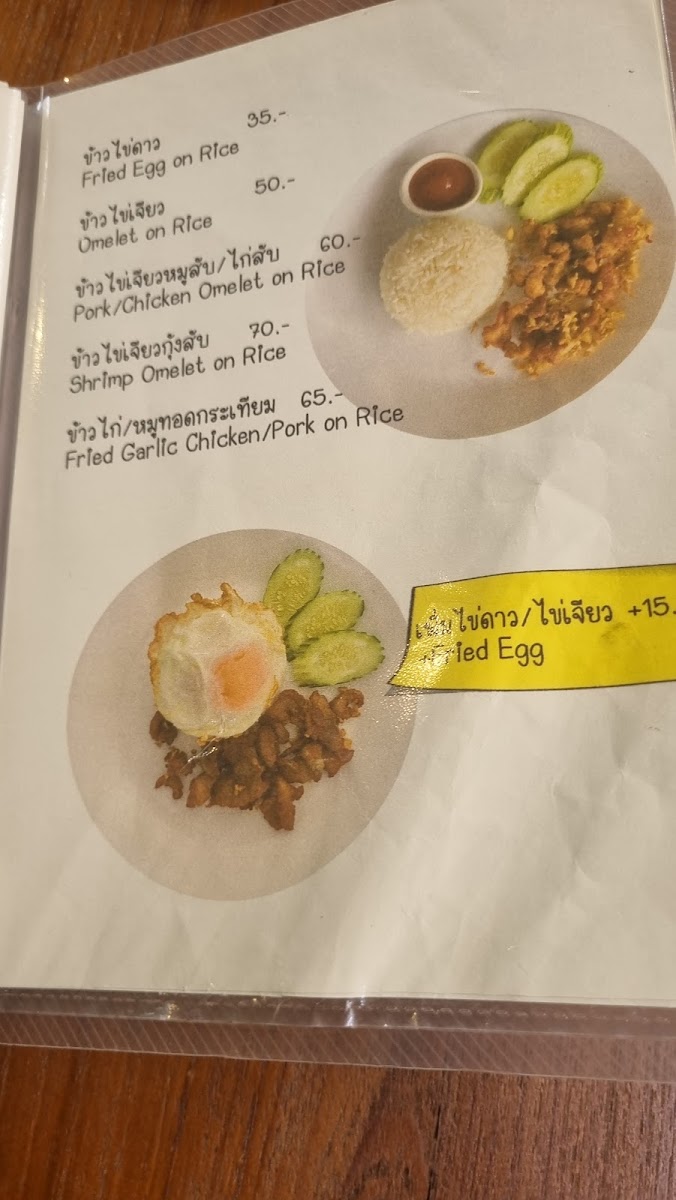 ข้าวไข่ดาว 35.-
Fried Egg on Rice
ข้าวไข่เจียว 50.-
Omelet on Rice
ข้าวไข่เจียวหมูสับ/ไก่สับ 60.-
Pork/Chicken Omelet on Rice
ข้าวไข่เจียวกุ้งสับ 70.-
Shrimp Omelet on Rice
ข้าวไก่/หมูทอดกระเทียม 65.-
Fried Garlic Chicken/Pork on Rice
เพิ่มไข่ดาว/ไข่เจียว +15.
+Fried Egg